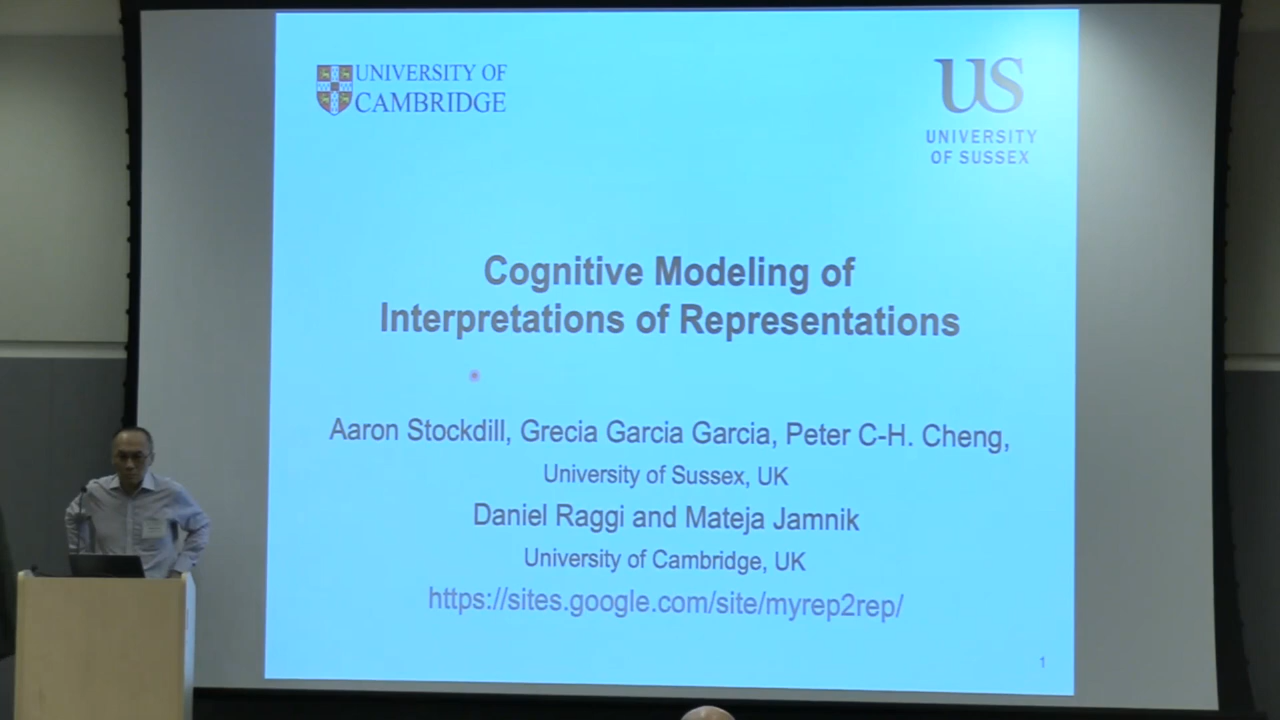 UNIVERSITY OF
CAMBRIDGE
US
UNIVERSITY
OF SUSSEX
Cognitive Modeling of
Interpretations of Representations
Aaron Stockdill, Grecia Garcia Garcia, Peter C-H. Cheng,
University of Sussex, UK
Daniel Raggi and Mateja Jamnik
University of Cambridge, UK
https://sites.google.com/site/myrep2rep/
1